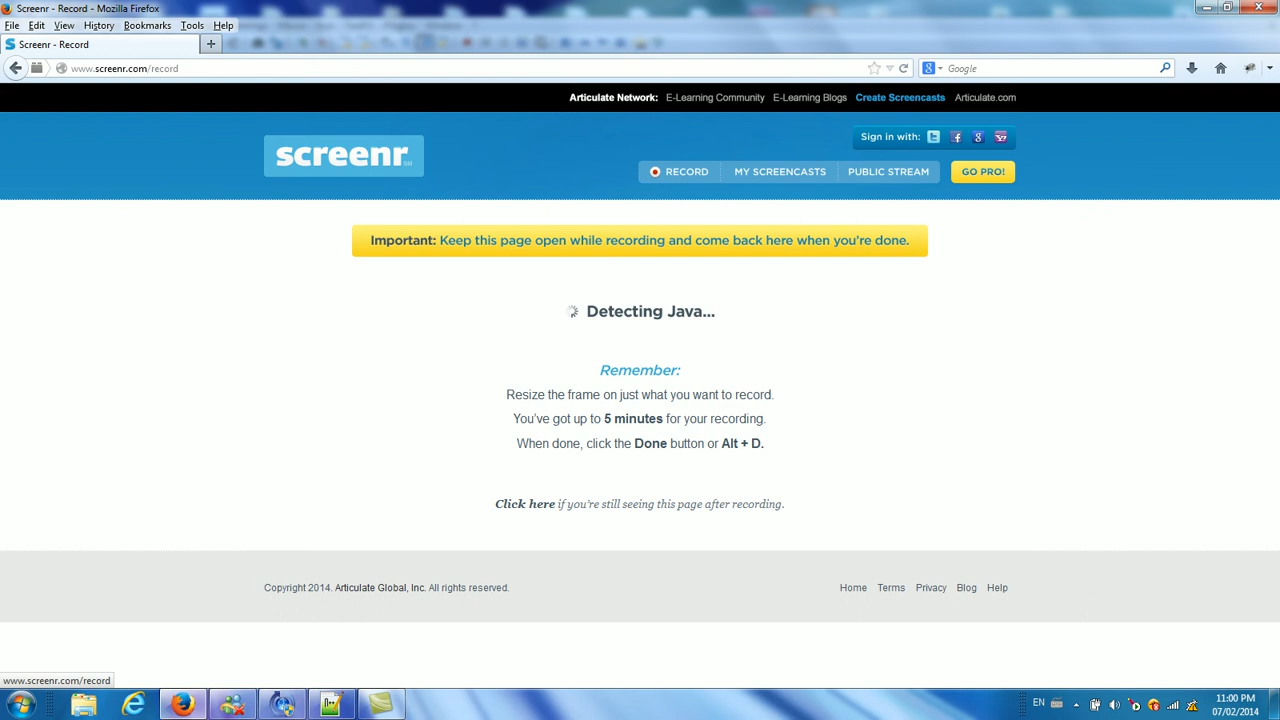 Screenr - Record - Mozilla Firefox
File Edit View History Bookmarks Tools Help
Screenr - Record
www.screenr.com/record
Google
Articulate Network: E-Learning Community E-Learning Blogs Create Screencasts Articulate.com
Sign in with:
screenr
RECORD MY SCREENCASTS PUBLIC STREAM GO PRO!
Important: Keep this page open while recording and come back here when you're done.
Detecting Java...
Remember:
Resize the frame on just what you want to record.
You've got up to 5 minutes for your recording.
When done, click the Done button or Alt + D.
Click here if you're still seeing this page after recording.
Copyright 2014. Articulate Global, Inc. All rights reserved.
Home Terms Privacy Blog Help
www.screenr.com/record
EN
11:00 PM
07/02/2014